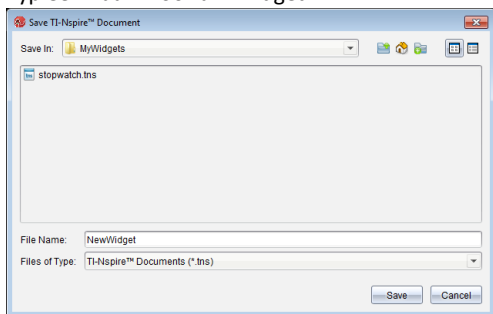 Save TI-Nspire™ Document
Save In: MyWidgets
stopwatch.tns
File Name: NewWidget
Files of Type: TI-Nspire™ Documents (*.tns)
Save Cancel